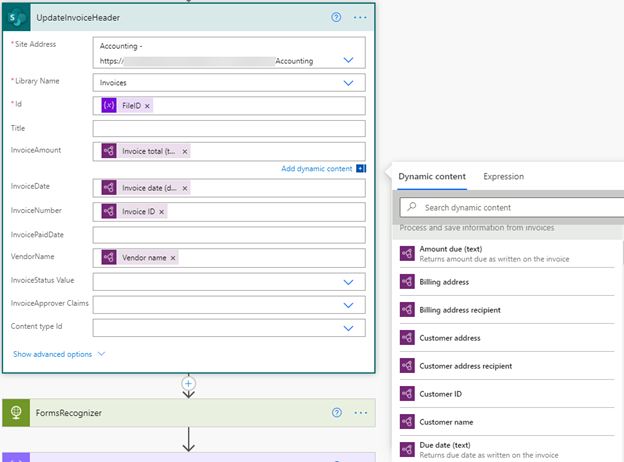 UpdateInvoiceHeader
* Site Address
Accounting -
https:// Accounting
* Library Name
Invoices
* Id
FileID
Title
InvoiceAmount
Invoice total (t...
Add dynamic content
InvoiceDate
Invoice date (d...
InvoiceNumber
Invoice ID
InvoicePaidDate
VendorName
Vendor name
InvoiceStatus Value
InvoiceApprover Claims
Content type Id
Show advanced options
FormsRecognizer
Dynamic content
Expression
Search dynamic content
Process and save information from invoices
Amount due (text)
Returns amount due as written on the invoice
Billing address
Billing address recipient
Customer address
Customer address recipient
Customer ID
Customer name
Due date (text)
Returns due date as written on the invoice